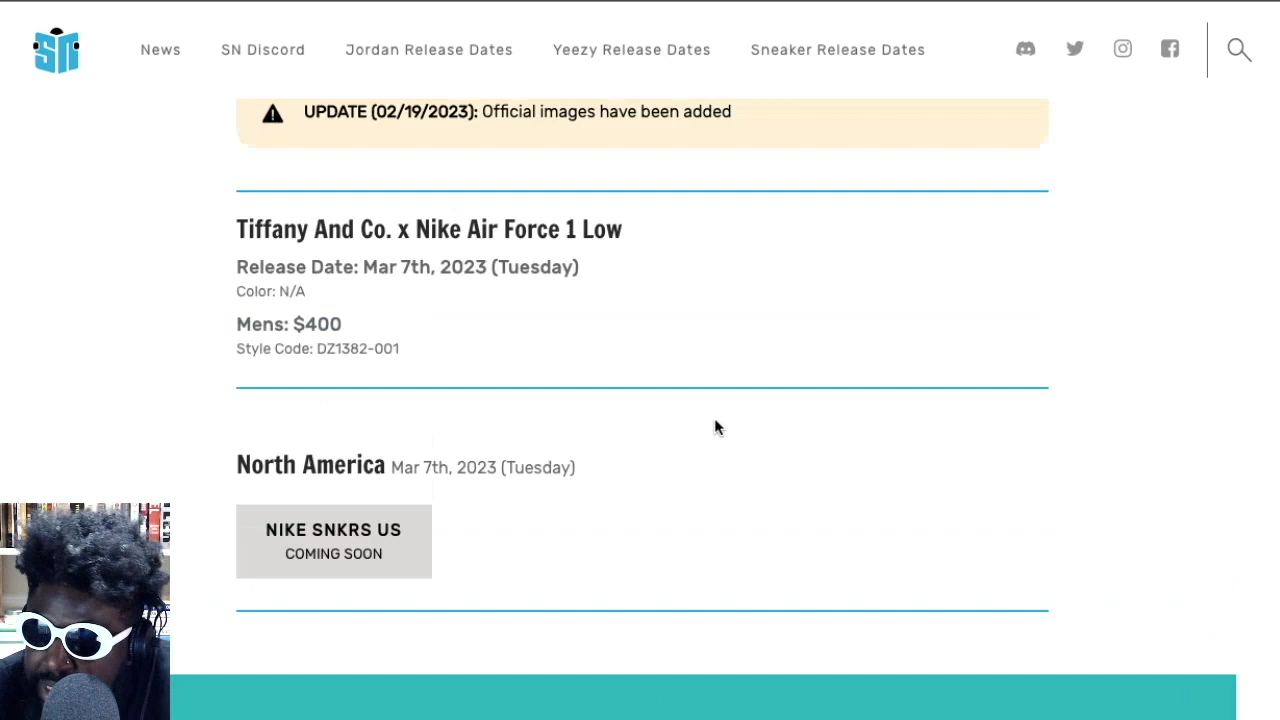 SN
News
SN Discord
Jordan Release Dates
Yeezy Release Dates
Sneaker Release Dates
UPDATE (02/19/2023): Official images have been added
Tiffany And Co. x Nike Air Force 1 Low
Release Date: Mar 7th, 2023 (Tuesday)
Color: N/A
Mens: $400
Style Code: DZ1382-001
North America Mar 7th, 2023 (Tuesday)
NIKE SNKRS US
COMING SOON